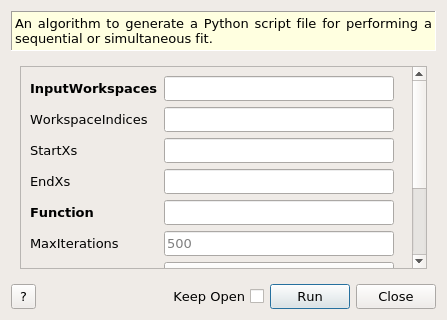 An algorithm to generate a Python script file for performing a
sequential or simultaneous fit.
InputWorkspaces
WorkspaceIndices
StartXs
EndXs
Function
MaxIterations 500
? Keep Open Run Close